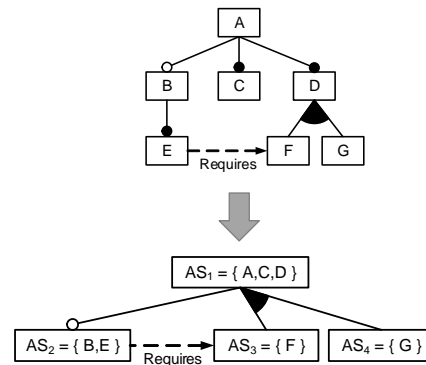 A
B C D
E F G
Requires
AS1 = { A,C,D }
AS2 = { B,E } AS3 = { F } AS4 = { G }
Requires